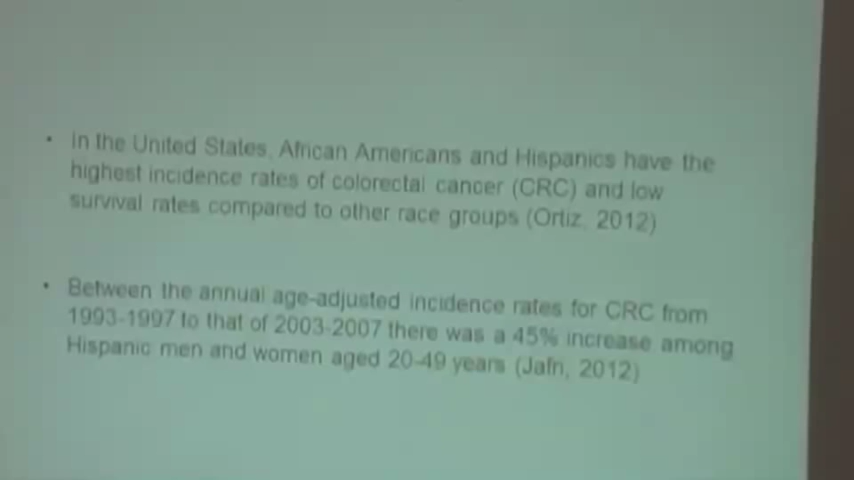 • In the United States, African Americans and Hispanics have the
highest incidence rates of colorectal cancer (CRC) and low
survival rates compared to other race groups (Ortiz, 2012)
• Between the annual age-adjusted incidence rates for CRC from
1993-1997 to that of 2003-2007 there was a 45% increase among
Hispanic men and women aged 20-49 years (Jafri, 2012)